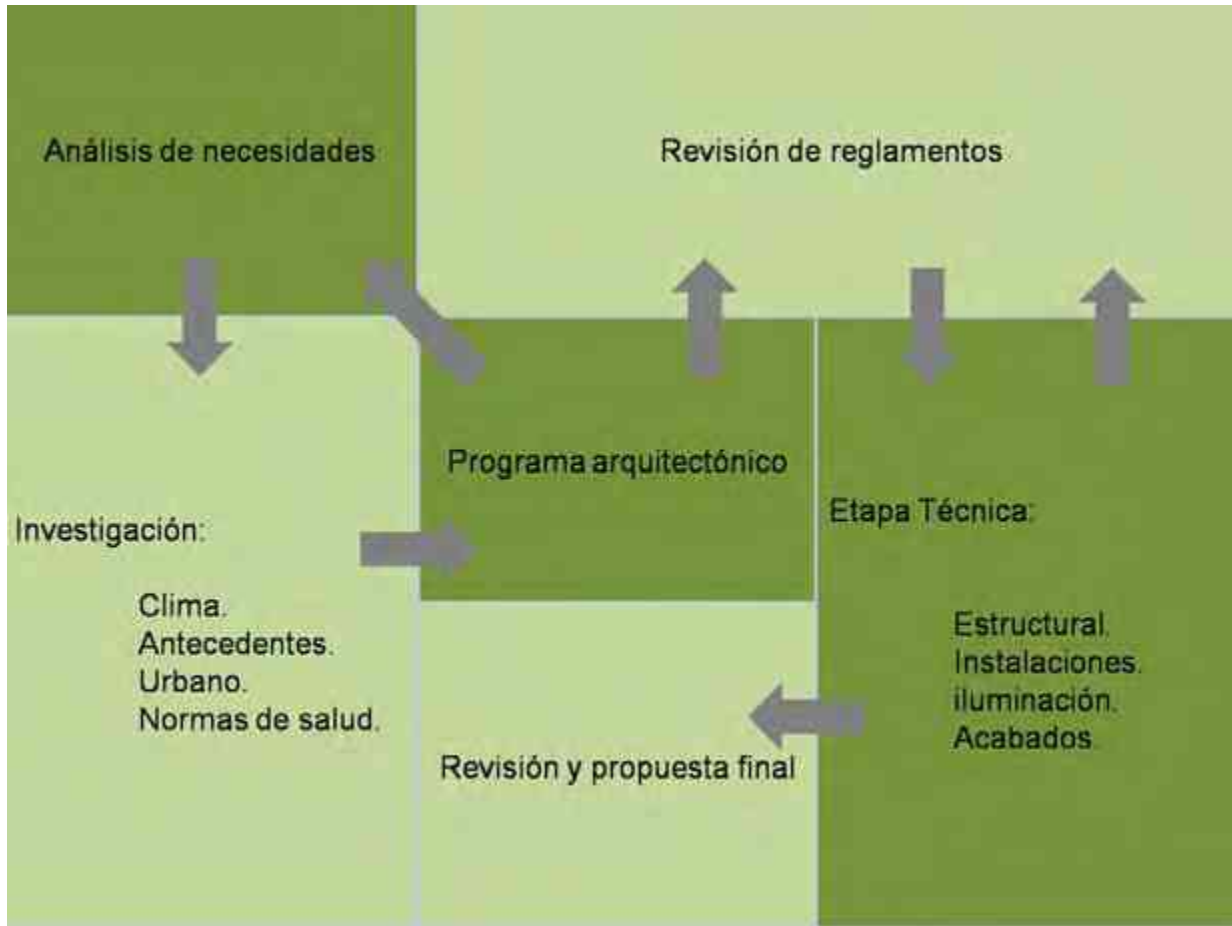 Análisis de necesidades
Revisión de reglamentos
Programa arquitectónico
Investigación:
Clima.
Antecedentes.
Urbano.
Normas de salud.
Etapa Técnica:
Estructural.
Instalaciones.
iluminación.
Acabados.
Revisión y propuesta final